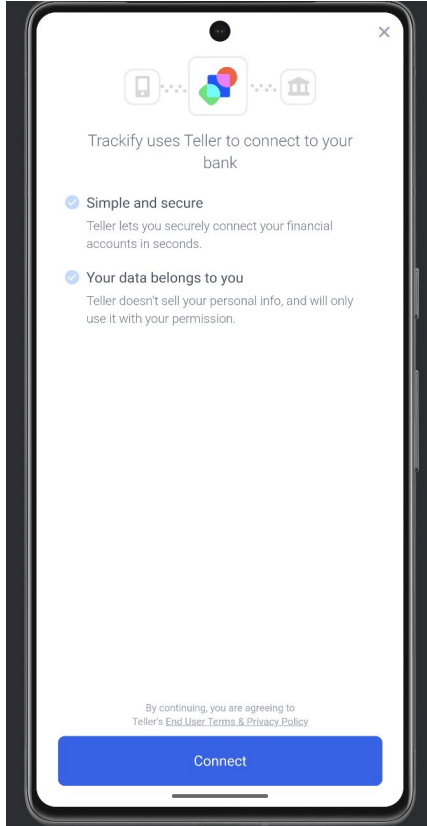 Trackify uses Teller to connect to your
bank
Simple and secure
Teller lets you securely connect your financial
accounts in seconds.
Your data belongs to you
Teller doesn't sell your personal info, and will only
use it with your permission.
By continuing, you are agreeing to
Teller's End User Terms & Privacy Policy
Connect